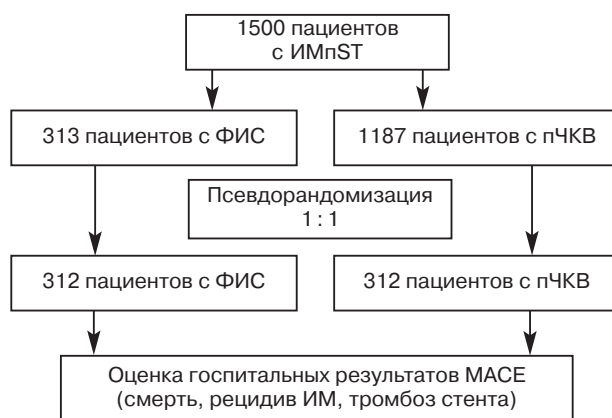 1500 пациентов
с ИМпST
313 пациентов с ФИС
1187 пациентов с пЧКВ
Псевдорандомизация
1 : 1
312 пациентов с ФИС
312 пациентов с пЧКВ
Оценка госпитальных результатов MACE
(смерть, рецидив ИМ, тромбоз стента)